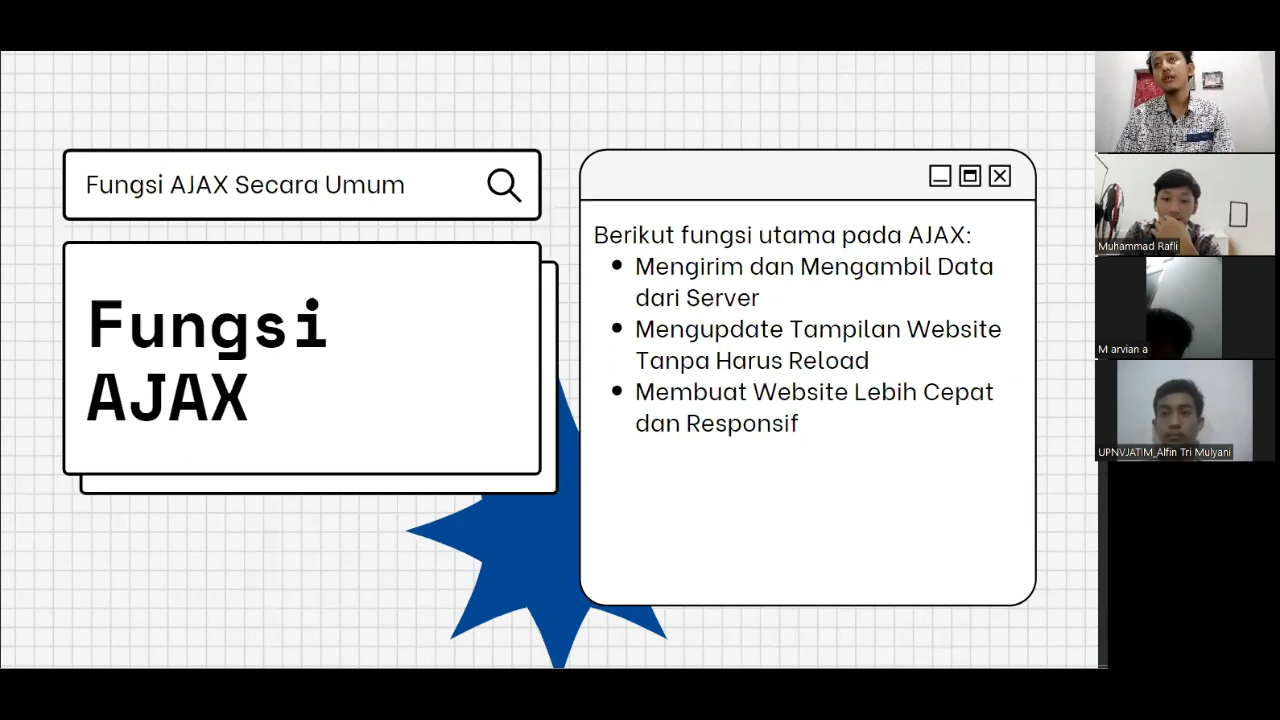 Fungsi AJAX Secara Umum
Fungsi
AJAX
Berikut fungsi utama pada AJAX:
• Mengirim dan Mengambil Data
dari Server
• Mengupdate Tampilan Website
Tanpa Harus Reload
• Membuat Website Lebih Cepat
dan Responsif
Muhammad Rafli
M arvian a
UPNVJATIM_Alfin Tri Mulyani